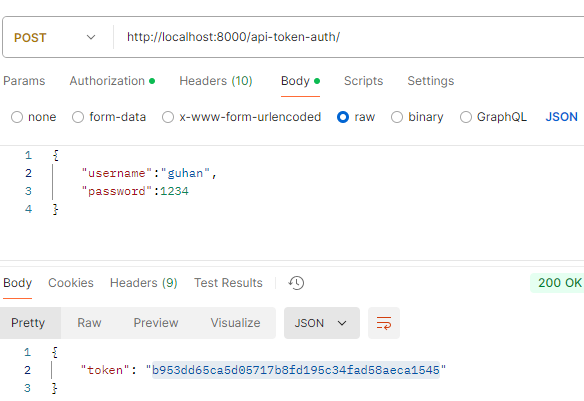 POST http://localhost:8000/api-token-auth/
Params Authorization Headers (10) Body Scripts Settings
none form-data x-www-form-urlencoded raw binary GraphQL JSON
1 {
2 "username":"guhan",
3 "password":1234
4 }
Body Cookies Headers (9) Test Results 200 OK
Pretty Raw Preview Visualize JSON
1 {
2 "token": "b953dd65ca5d05717b8fd195c34fad58aeca1545"
3 }